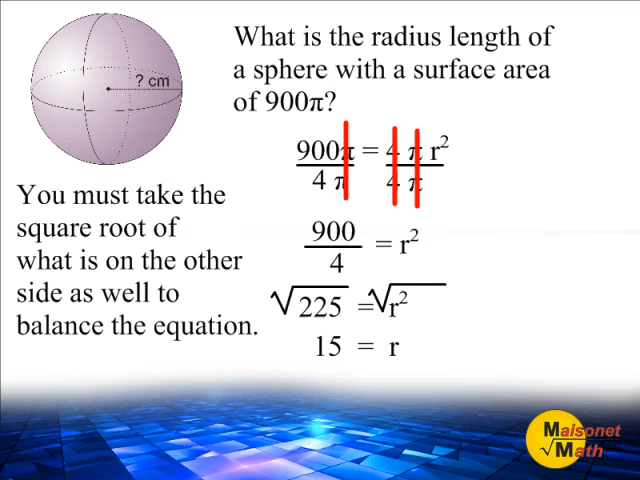 ? cm
What is the radius length of
a sphere with a surface area
of 900π?
900π = 4 π r²
4 π 4 π
You must take the
square root of
what is on the other
side as well to
balance the equation.
900 = r²
4
√225 = √r²
15 = r
Maisonet
√Math